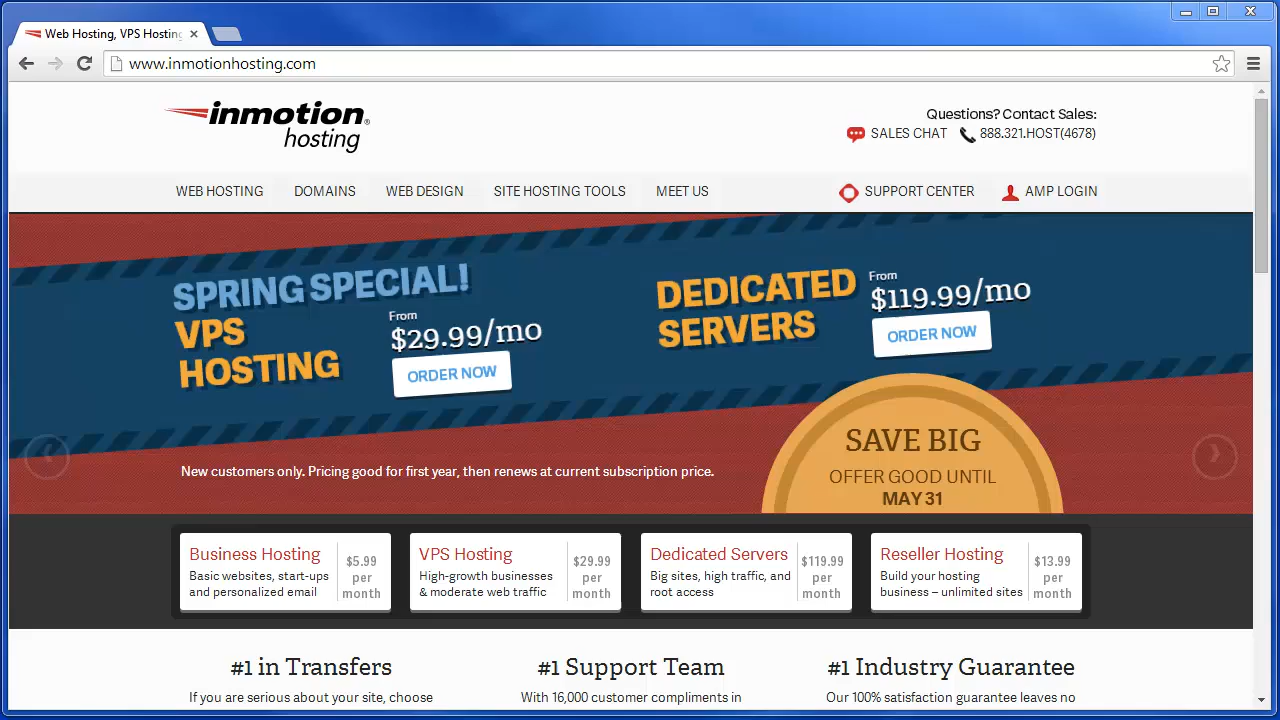 Web Hosting, VPS Hosting
www.inmotionhosting.com
inmotion®
hosting
Questions? Contact Sales:
SALES CHAT 888.321.HOST(4678)
WEB HOSTING DOMAINS WEB DESIGN SITE HOSTING TOOLS MEET US SUPPORT CENTER AMP LOGIN
SPRING SPECIAL!
VPS
HOSTING
From
$29.99/mo
ORDER NOW
DEDICATED
SERVERS
From
$119.99/mo
ORDER NOW
New customers only. Pricing good for first year, then renews at current subscription price.
SAVE BIG
OFFER GOOD UNTIL
MAY 31
Business Hosting
Basic websites, start-ups
and personalized email
$5.99
per
month
VPS Hosting
High-growth businesses
& moderate web traffic
$29.99
per
month
Dedicated Servers
Big sites, high traffic, and
root access
$119.99
per
month
Reseller Hosting
Build your hosting
business – unlimited sites
$13.99
per
month
#1 in Transfers
If you are serious about your site, choose
#1 Support Team
With 16,000 customer compliments in
#1 Industry Guarantee
Our 100% satisfaction guarantee leaves no